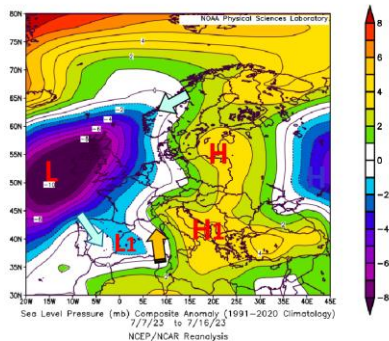 NOAA Physical Sciences Laboratory
80N
75N
70N
65N
60N
55N
50N
45N
40N
35N
30N
20W
15W
10W
5W
0
5E
10E
15E
20E
25E
30E
35E
40E
45E
L
H
H1
L1
H
8
6
4
2
0
-2
-4
-6
-8
Sea Level Pressure (mb) Composite Anomaly (1991-2020 Climatology)
7/7/23 to 7/16/23
NCEP/NCAR Reanalysis